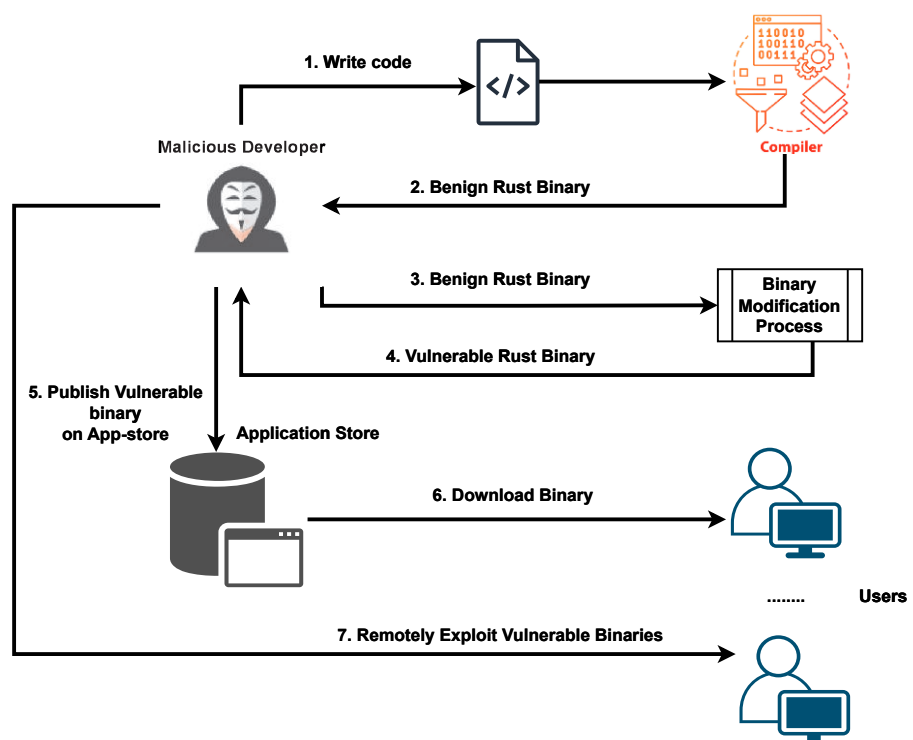 1. Write code
110010
100110
00111
</>
Compiler
Malicious Developer
2. Benign Rust Binary
3. Benign Rust Binary
Binary
Modification
Process
4. Vulnerable Rust Binary
5. Publish Vulnerable
binary
on App-store
Application Store
6. Download Binary
........
Users
7. Remotely Exploit Vulnerable Binaries